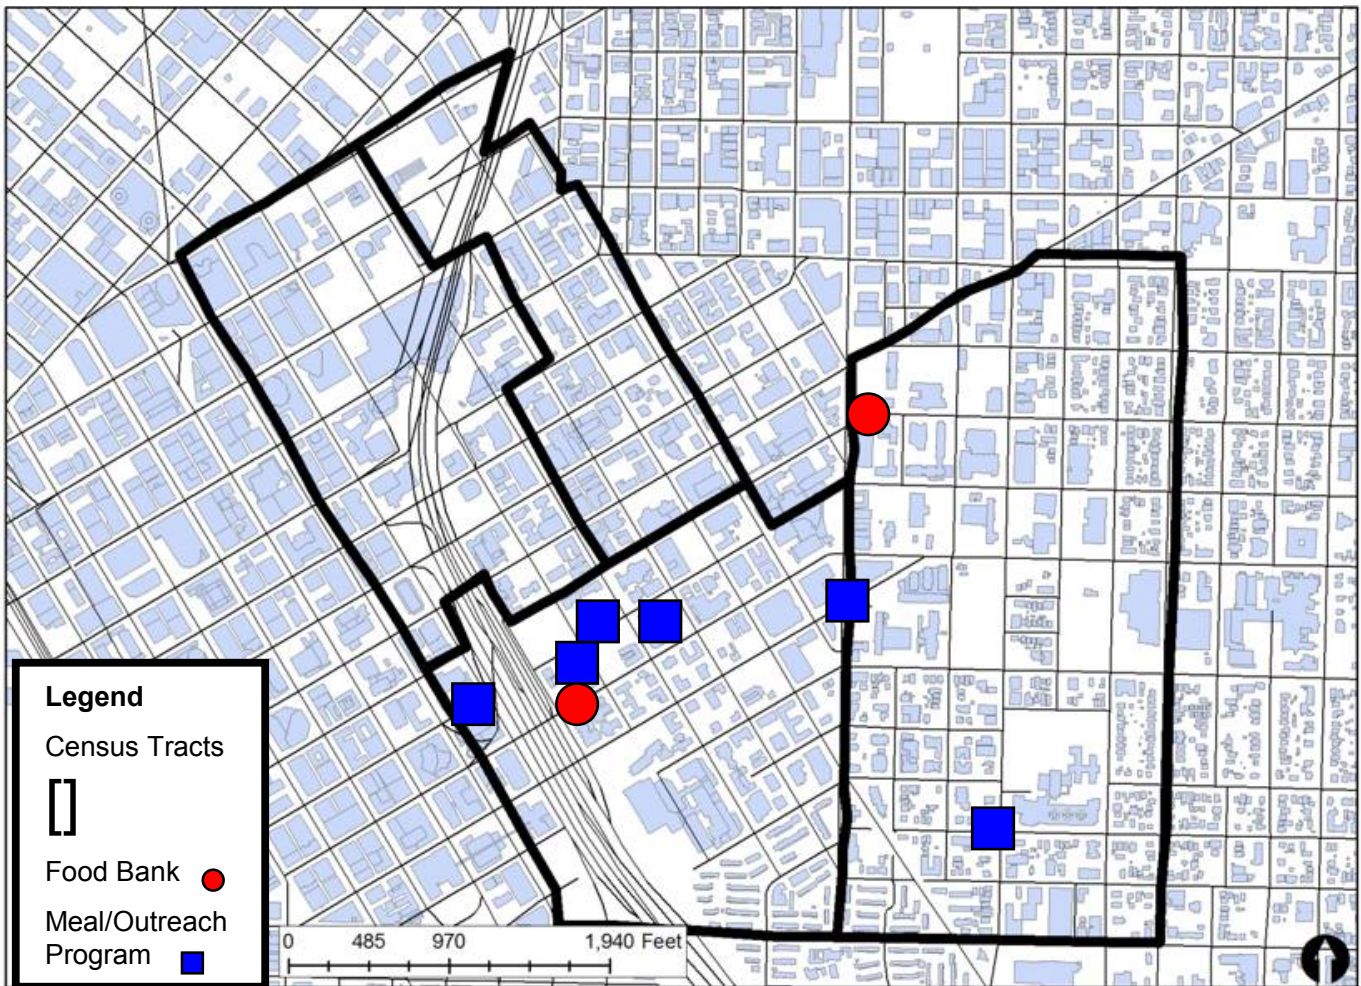 Legend
Census Tracts
Food Bank
Meal/Outreach
Program
0 485 970 1,940 Feet